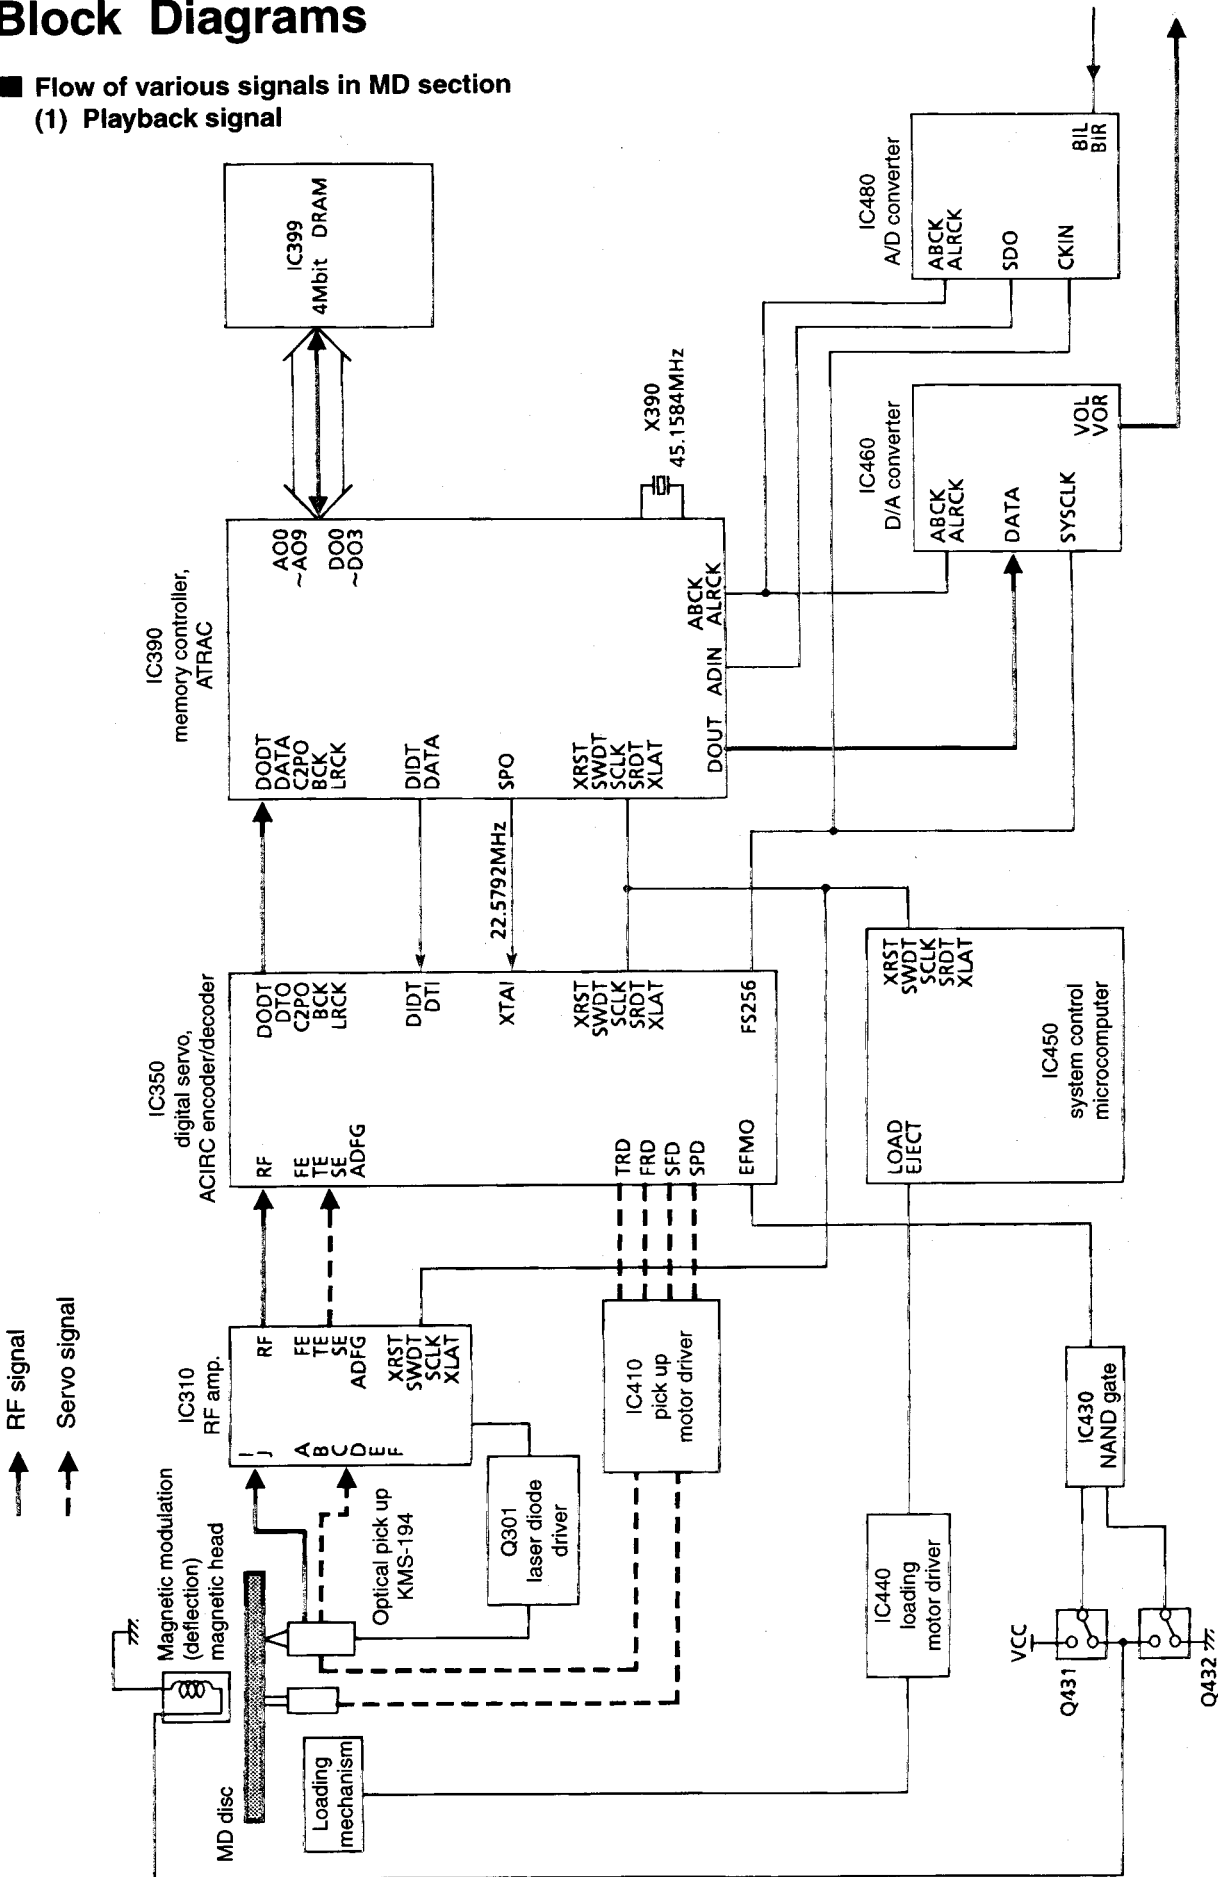 Block Diagrams
■ Flow of various signals in MD section
(1) Playback signal
RF signal
Servo signal
Magnetic modulation
(deflection)
magnetic head
MD disc
Optical pick up
KMS-194
Loading
mechanism
IC310
RF amp.
I
J
A
B
C
D
E
F
RF
FE
TE
SE
ADFG
XRST
SWDT
SCLK
XLAT
Q301
laser diode
driver
IC410
pick up
motor driver
IC440
loading
motor driver
IC430
NAND gate
VCC
Q431
Q432
IC350
digital servo,
ACIRC encoder/decoder
RF
FE
TE
SE
ADFG
TRD
FRD
SFD
SPD
EFMO
DODT
DTO
C2PO
BCK
LRCK
DIDT
DTI
XTAI
XRST
SWDT
SCLK
SRDT
XLAT
FS256
22.5792MHz
IC450
system control
microcomputer
LOAD
EJECT
XRST
SWDT
SCLK
SRDT
XLAT
IC390
memory controller,
ATRAC
DODT
DATA
C2PO
BCK
LRCK
DIDT
DATA
SPO
XRST
SWDT
SCLK
SRDT
XLAT
DOUT
ADIN
ABCK
ALRCK
AO0
~AO9
DO0
~DO3
X390
45.1584MHz
IC399
4Mbit DRAM
IC460
D/A converter
ABCK
ALRCK
DATA
SYSCLK
VOL
VOR
IC480
A/D converter
ABCK
ALRCK
SDO
CKIN
BIL
BIR